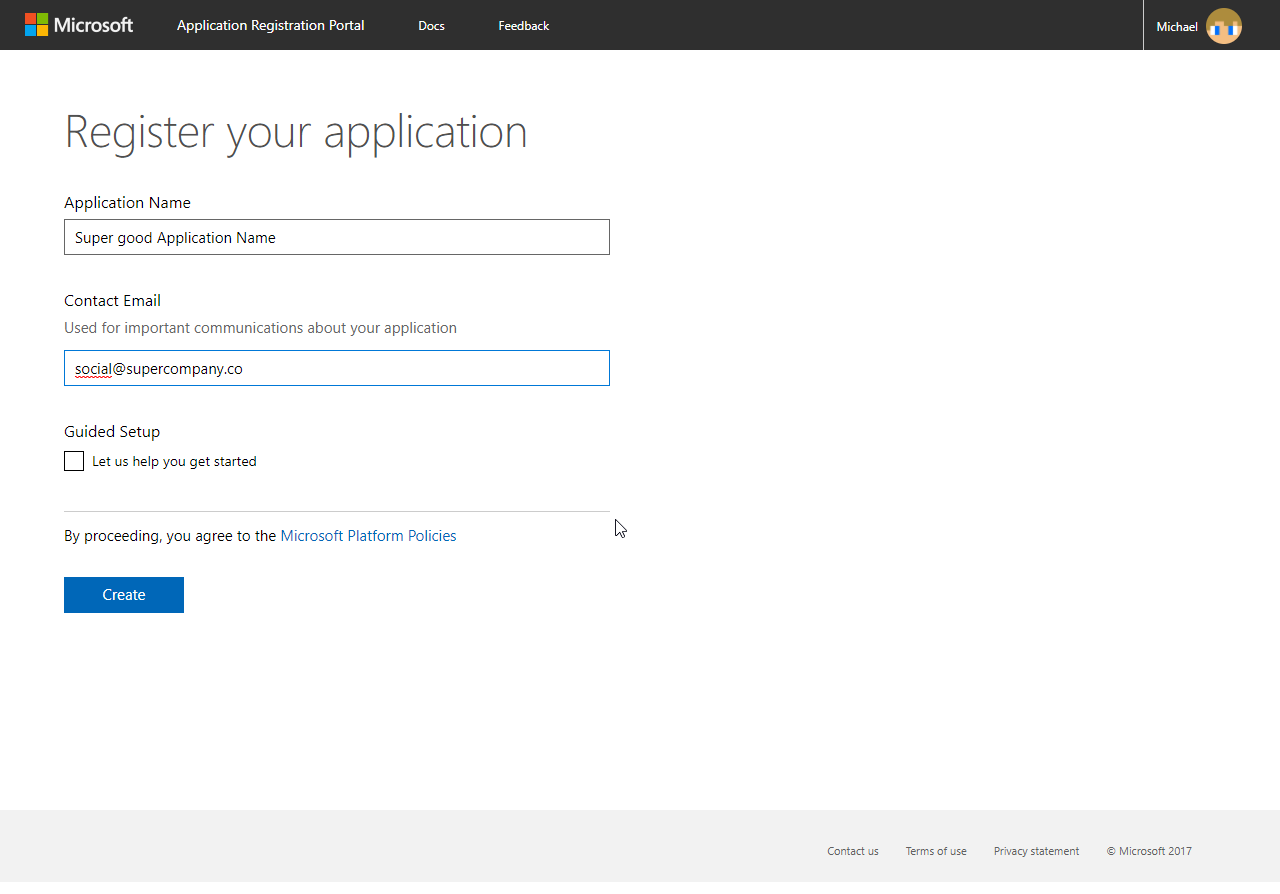 Microsoft Application Registration Portal Docs Feedback Michael
Register your application
Application Name
Super good Application Name
Contact Email
Used for important communications about your application
social@supercompany.co
Guided Setup
Let us help you get started
By proceeding, you agree to the Microsoft Platform Policies
Create
Contact us Terms of use Privacy statement © Microsoft 2017